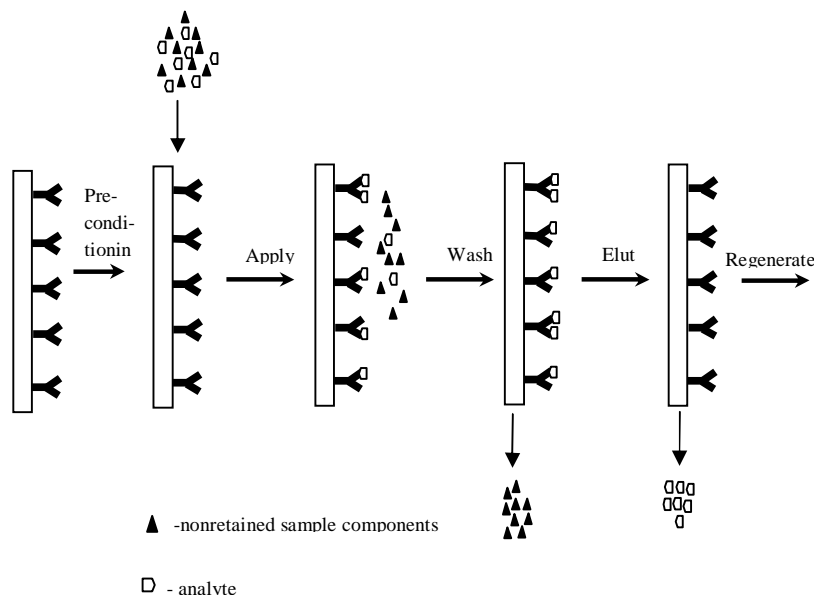 Pre-
condi-
tionin
Apply
Wash
Elut
Regenerate
-nonretained sample components
- analyte